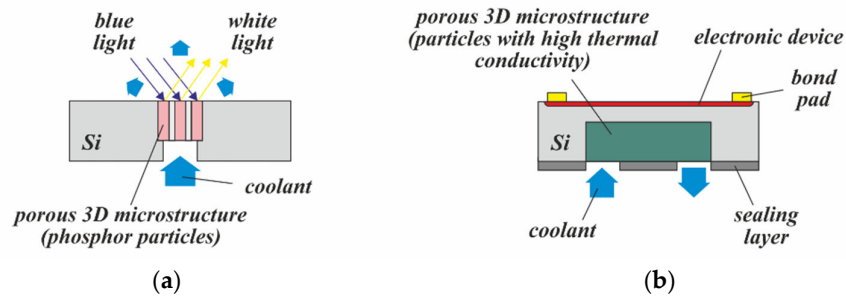 blue
light
white
light
Si
coolant
porous 3D microstructure
(phosphor particles)
(a)
porous 3D microstructure
(particles with high thermal
conductivity)
electronic device
bond
pad
Si
coolant
sealing
layer
(b)